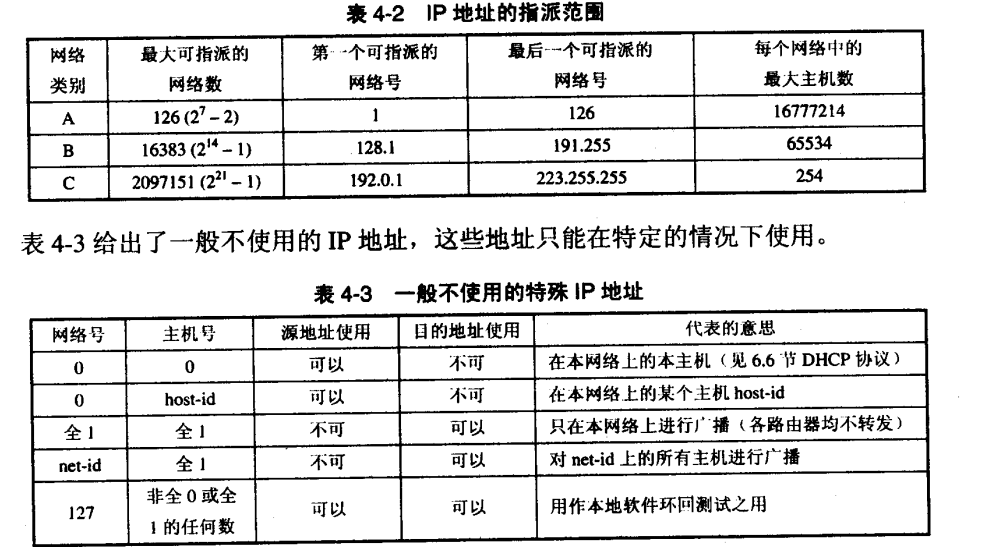 表 4-2 IP 地址的指派范围
网络类别 最大可指派的网络数 第一个可指派的网络号 最后一个可指派的网络号 每个网络中的最大主机数
A 126 (2⁷ – 2) 1 126 16777214
B 16383 (2¹⁴ – 1) 128.1 191.255 65534
C 2097151 (2²¹ – 1) 192.0.1 223.255.255 254
表 4-3 给出了一般不使用的 IP 地址，这些地址只能在特定的情况下使用。
表 4-3 一般不使用的特殊 IP 地址
网络号 主机号 源地址使用 目的地址使用 代表的意思
0 0 可以 不可 在本网络上的本主机（见 6.6 节 DHCP 协议）
0 host-id 可以 不可 在本网络上的某个主机 host-id
全 1 全 1 不可 可以 只在本网络上进行广播（各路由器均不转发）
net-id 全 1 不可 可以 对 net-id 上的所有主机进行广播
127 非全 0 或全 1 的任何数 可以 可以 用作本地软件环回测试之用